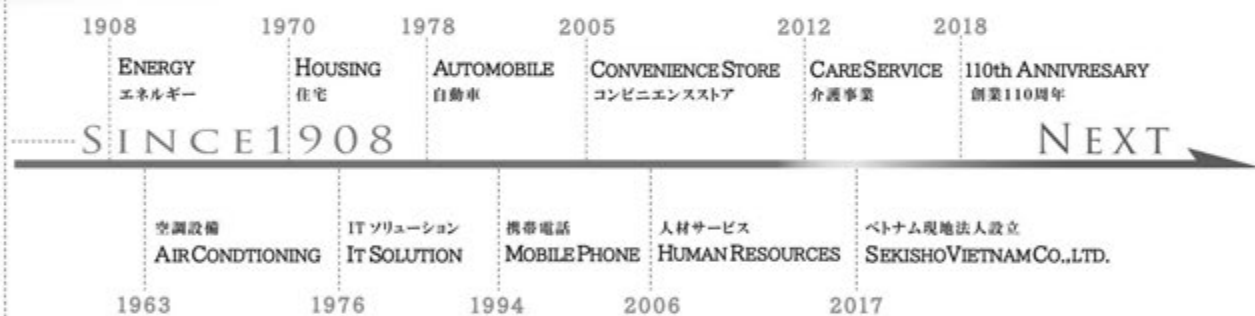 1908 1970 1978 2005 2012 2018
ENERGY HOUSING AUTOMOBILE CONVENIENCE STORE CARE SERVICE 110th ANNIVRESARY
エネルギー 住宅 自動車 コンビニエンスストア 介護事業 創業110周年
SINCE1908 NEXT
空調設備 ITソリューション 携帯電話 人材サービス ベトナム現地法人設立
AIR CONDTIONING IT SOLUTION MOBILE PHONE HUMAN RESOURCES SEKISHO VIETNAM CO.,LTD.
1963 1976 1994 2006 2017